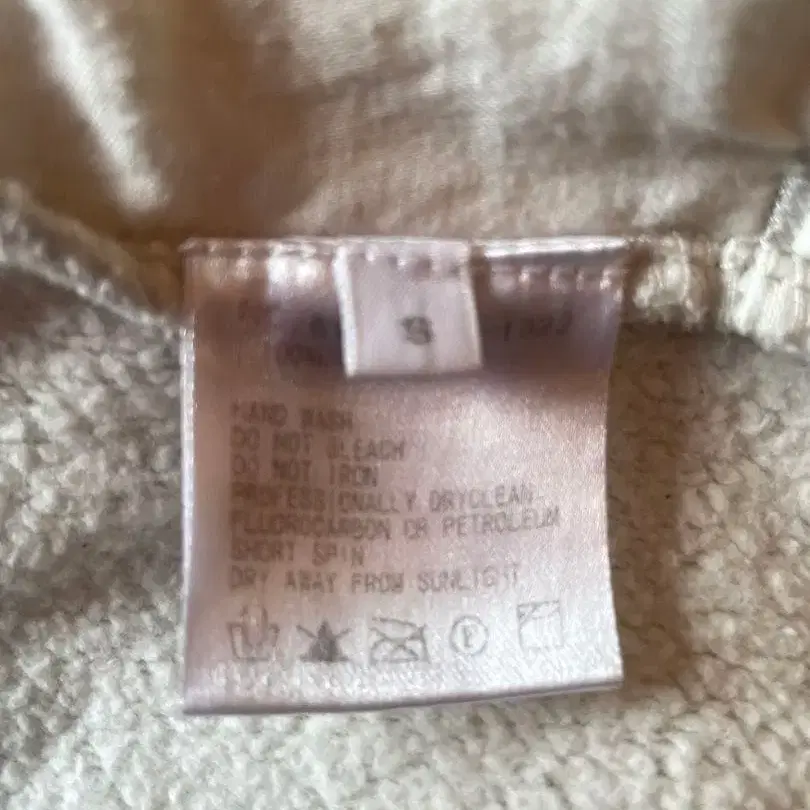 S
HAND WASH
DO NOT BLEACH
DO NOT IRON
PROFESSIONALLY DRYCLEAN-
FLUOROCARBON OR PETROLEUM
SHORT SPIN
DRY AWAY FROM SUNLIGHT